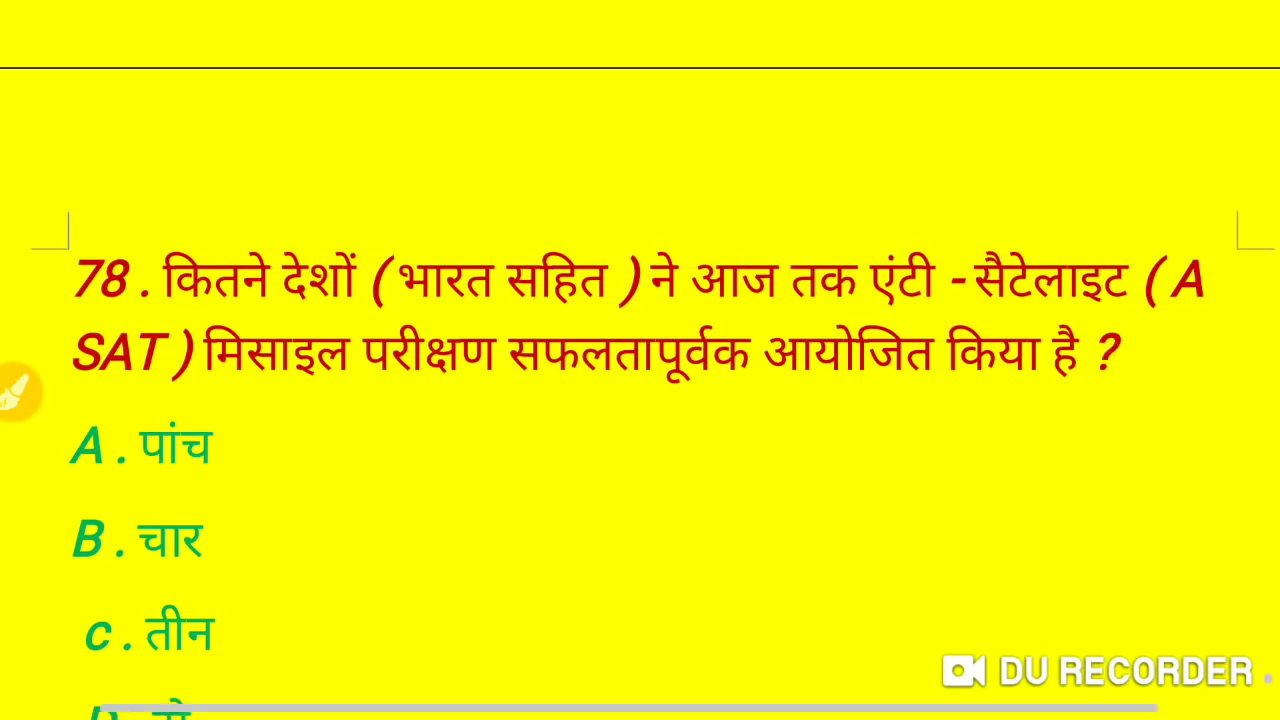 78 . कितने देशों ( भारत सहित ) ने आज तक एंटी - सैटेलाइट ( A
SAT ) मिसाइल परीक्षण सफलतापूर्वक आयोजित किया है ?
A . पांच
B . चार
c . तीन
DU RECORDER